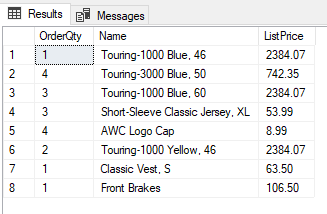 Results Messages
OrderQty Name ListPrice
1 1 Touring-1000 Blue, 46 2384.07
2 4 Touring-3000 Blue, 50 742.35
3 3 Touring-1000 Blue, 60 2384.07
4 3 Short-Sleeve Classic Jersey, XL 53.99
5 4 AWC Logo Cap 8.99
6 2 Touring-1000 Yellow, 46 2384.07
7 1 Classic Vest, S 63.50
8 1 Front Brakes 106.50